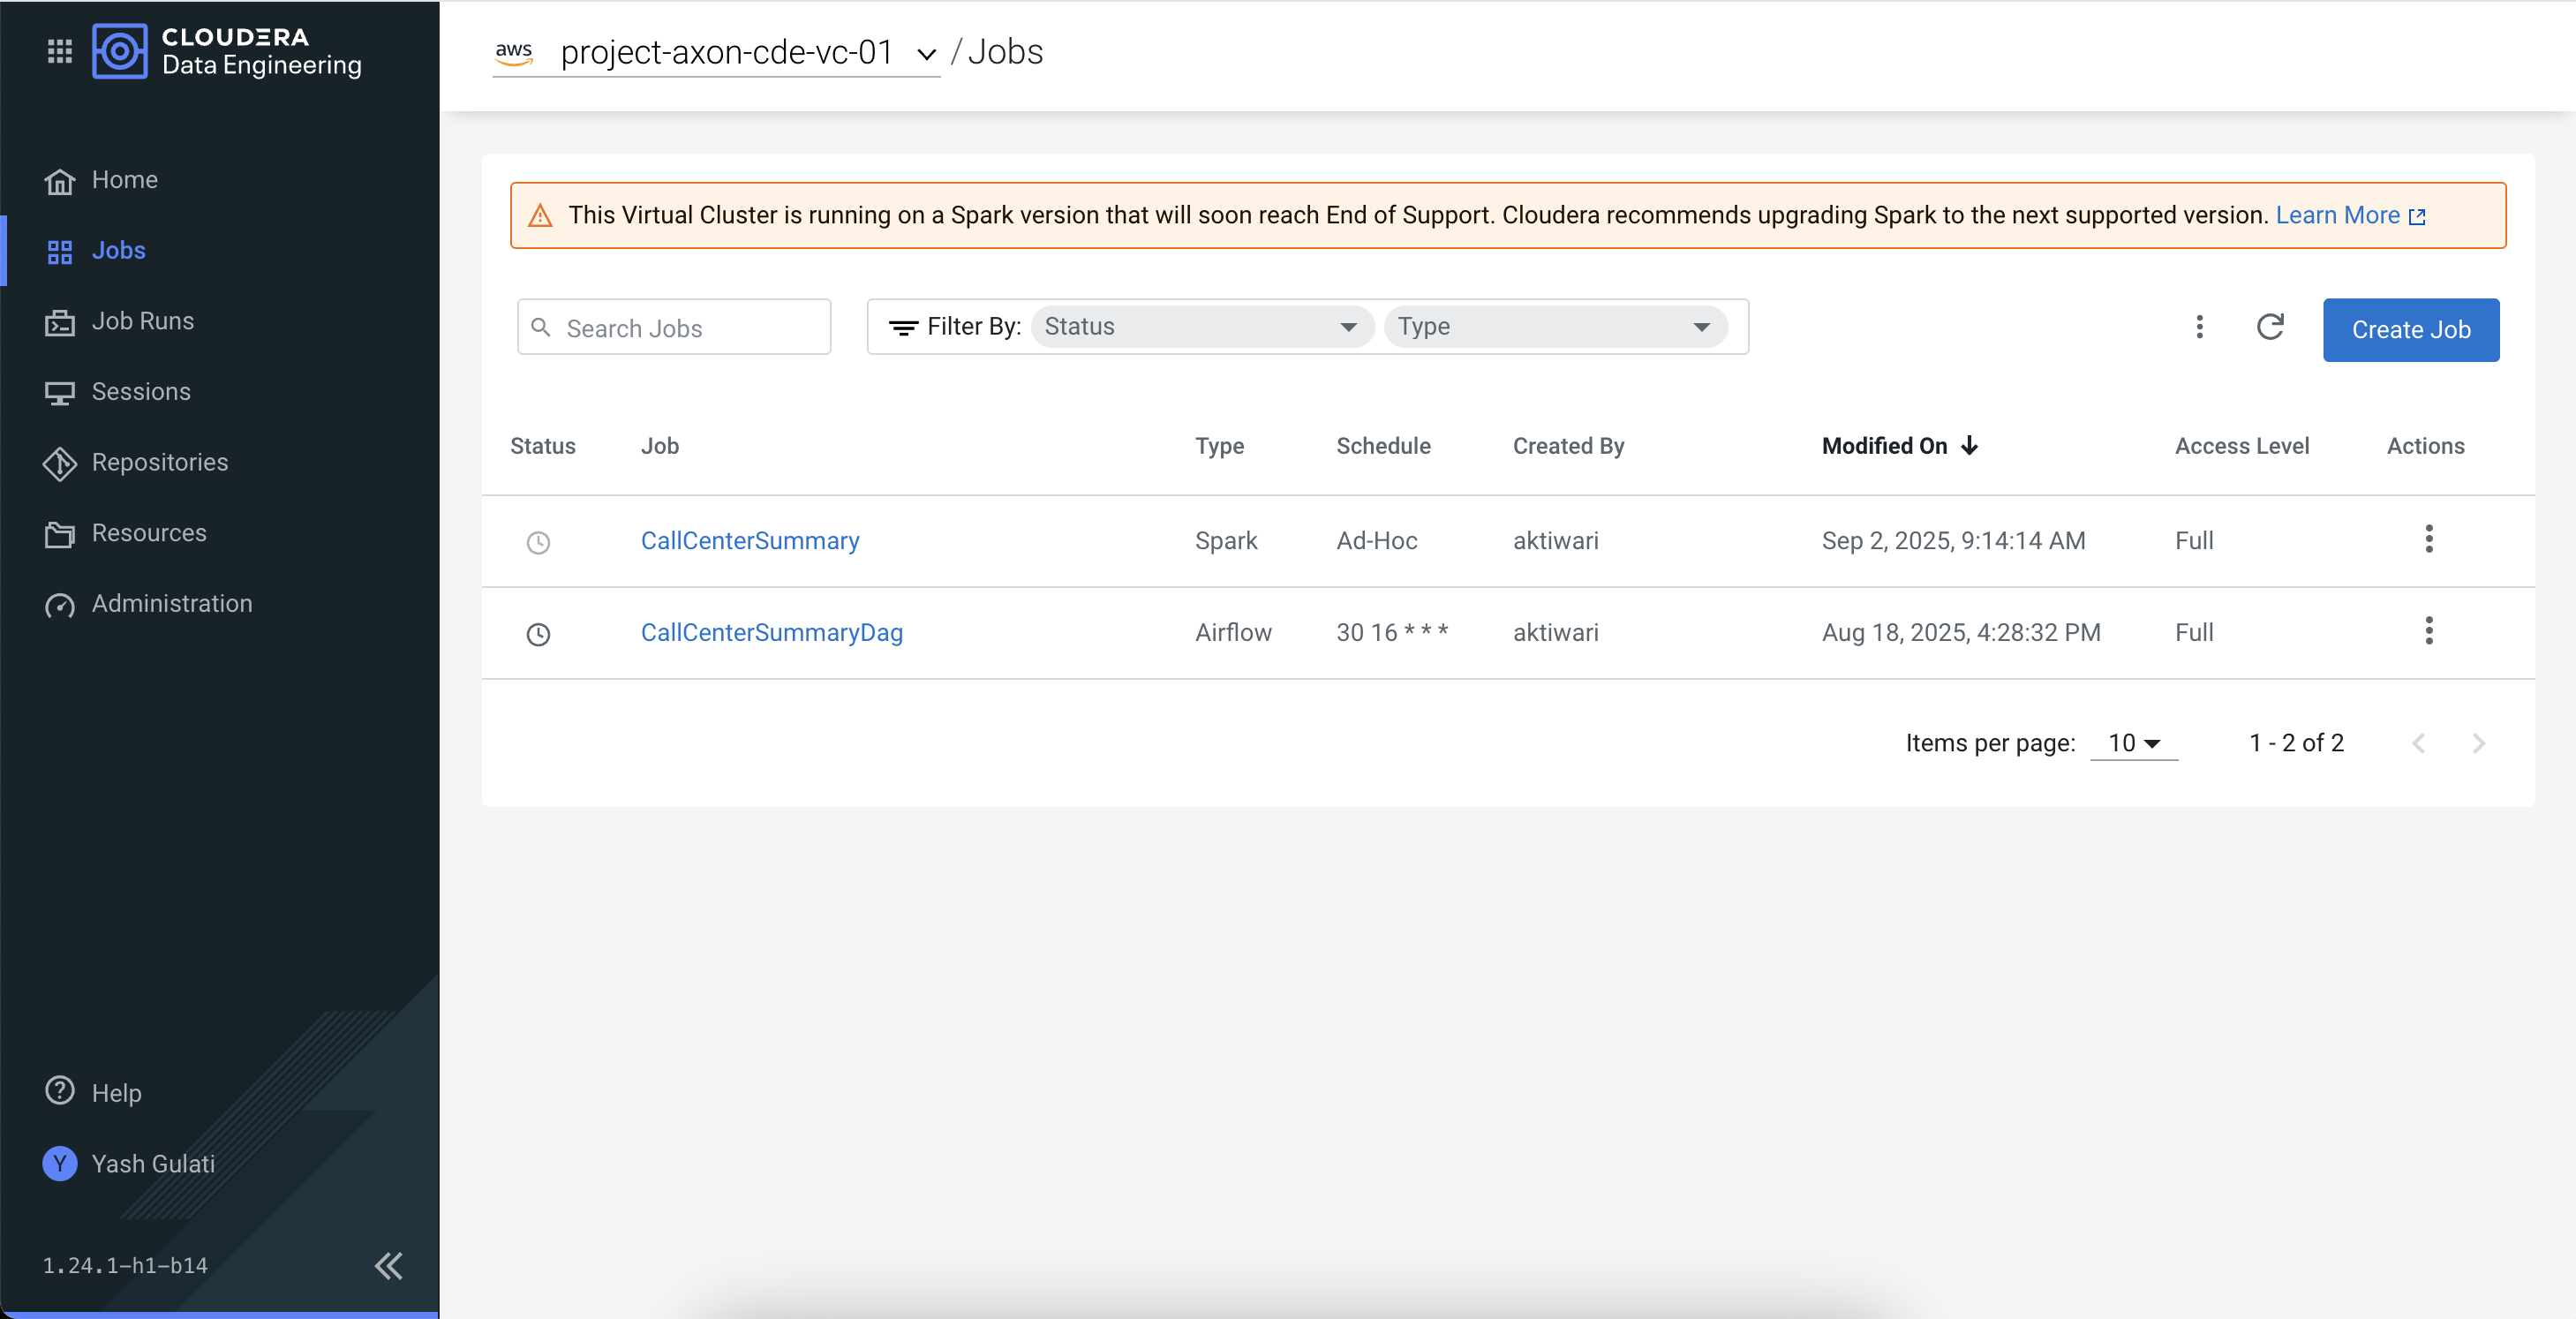 CLOUDERA
Data Engineering
Home
Jobs
Job Runs
Sessions
Repositories
Resources
Administration
Help
Y Yash Gulati
1.24.1-h1-b14
aws project-axon-cde-vc-01 / Jobs
This Virtual Cluster is running on a Spark version that will soon reach End of Support. Cloudera recommends upgrading Spark to the next supported version. Learn More
Search Jobs Filter By: Status Type Create Job
Status Job Type Schedule Created By Modified On Access Level Actions
CallCenterSummary Spark Ad-Hoc aktiwari Sep 2, 2025, 9:14:14 AM Full
CallCenterSummaryDag Airflow 30 16 * * * aktiwari Aug 18, 2025, 4:28:32 PM Full
Items per page: 10 1 - 2 of 2